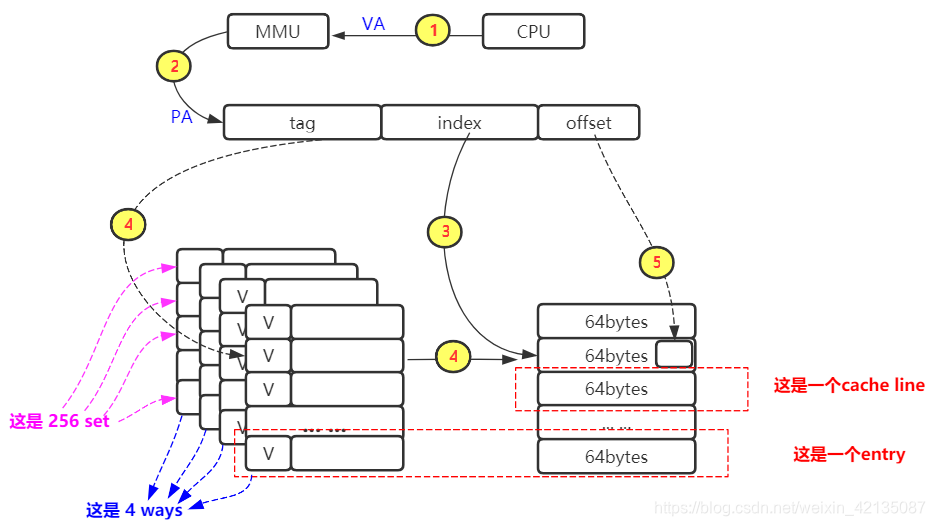 MMU
VA
1
CPU
2
PA
tag
index
offset
4
3
5
V
V
V
V
V
V
V
... ...
V
4
64bytes
64bytes
64bytes
... ...
64bytes
这是一个cache line
这是一个entry
这是 256 set
这是 4 ways
https://blog.csdn.net/weixin_42135087